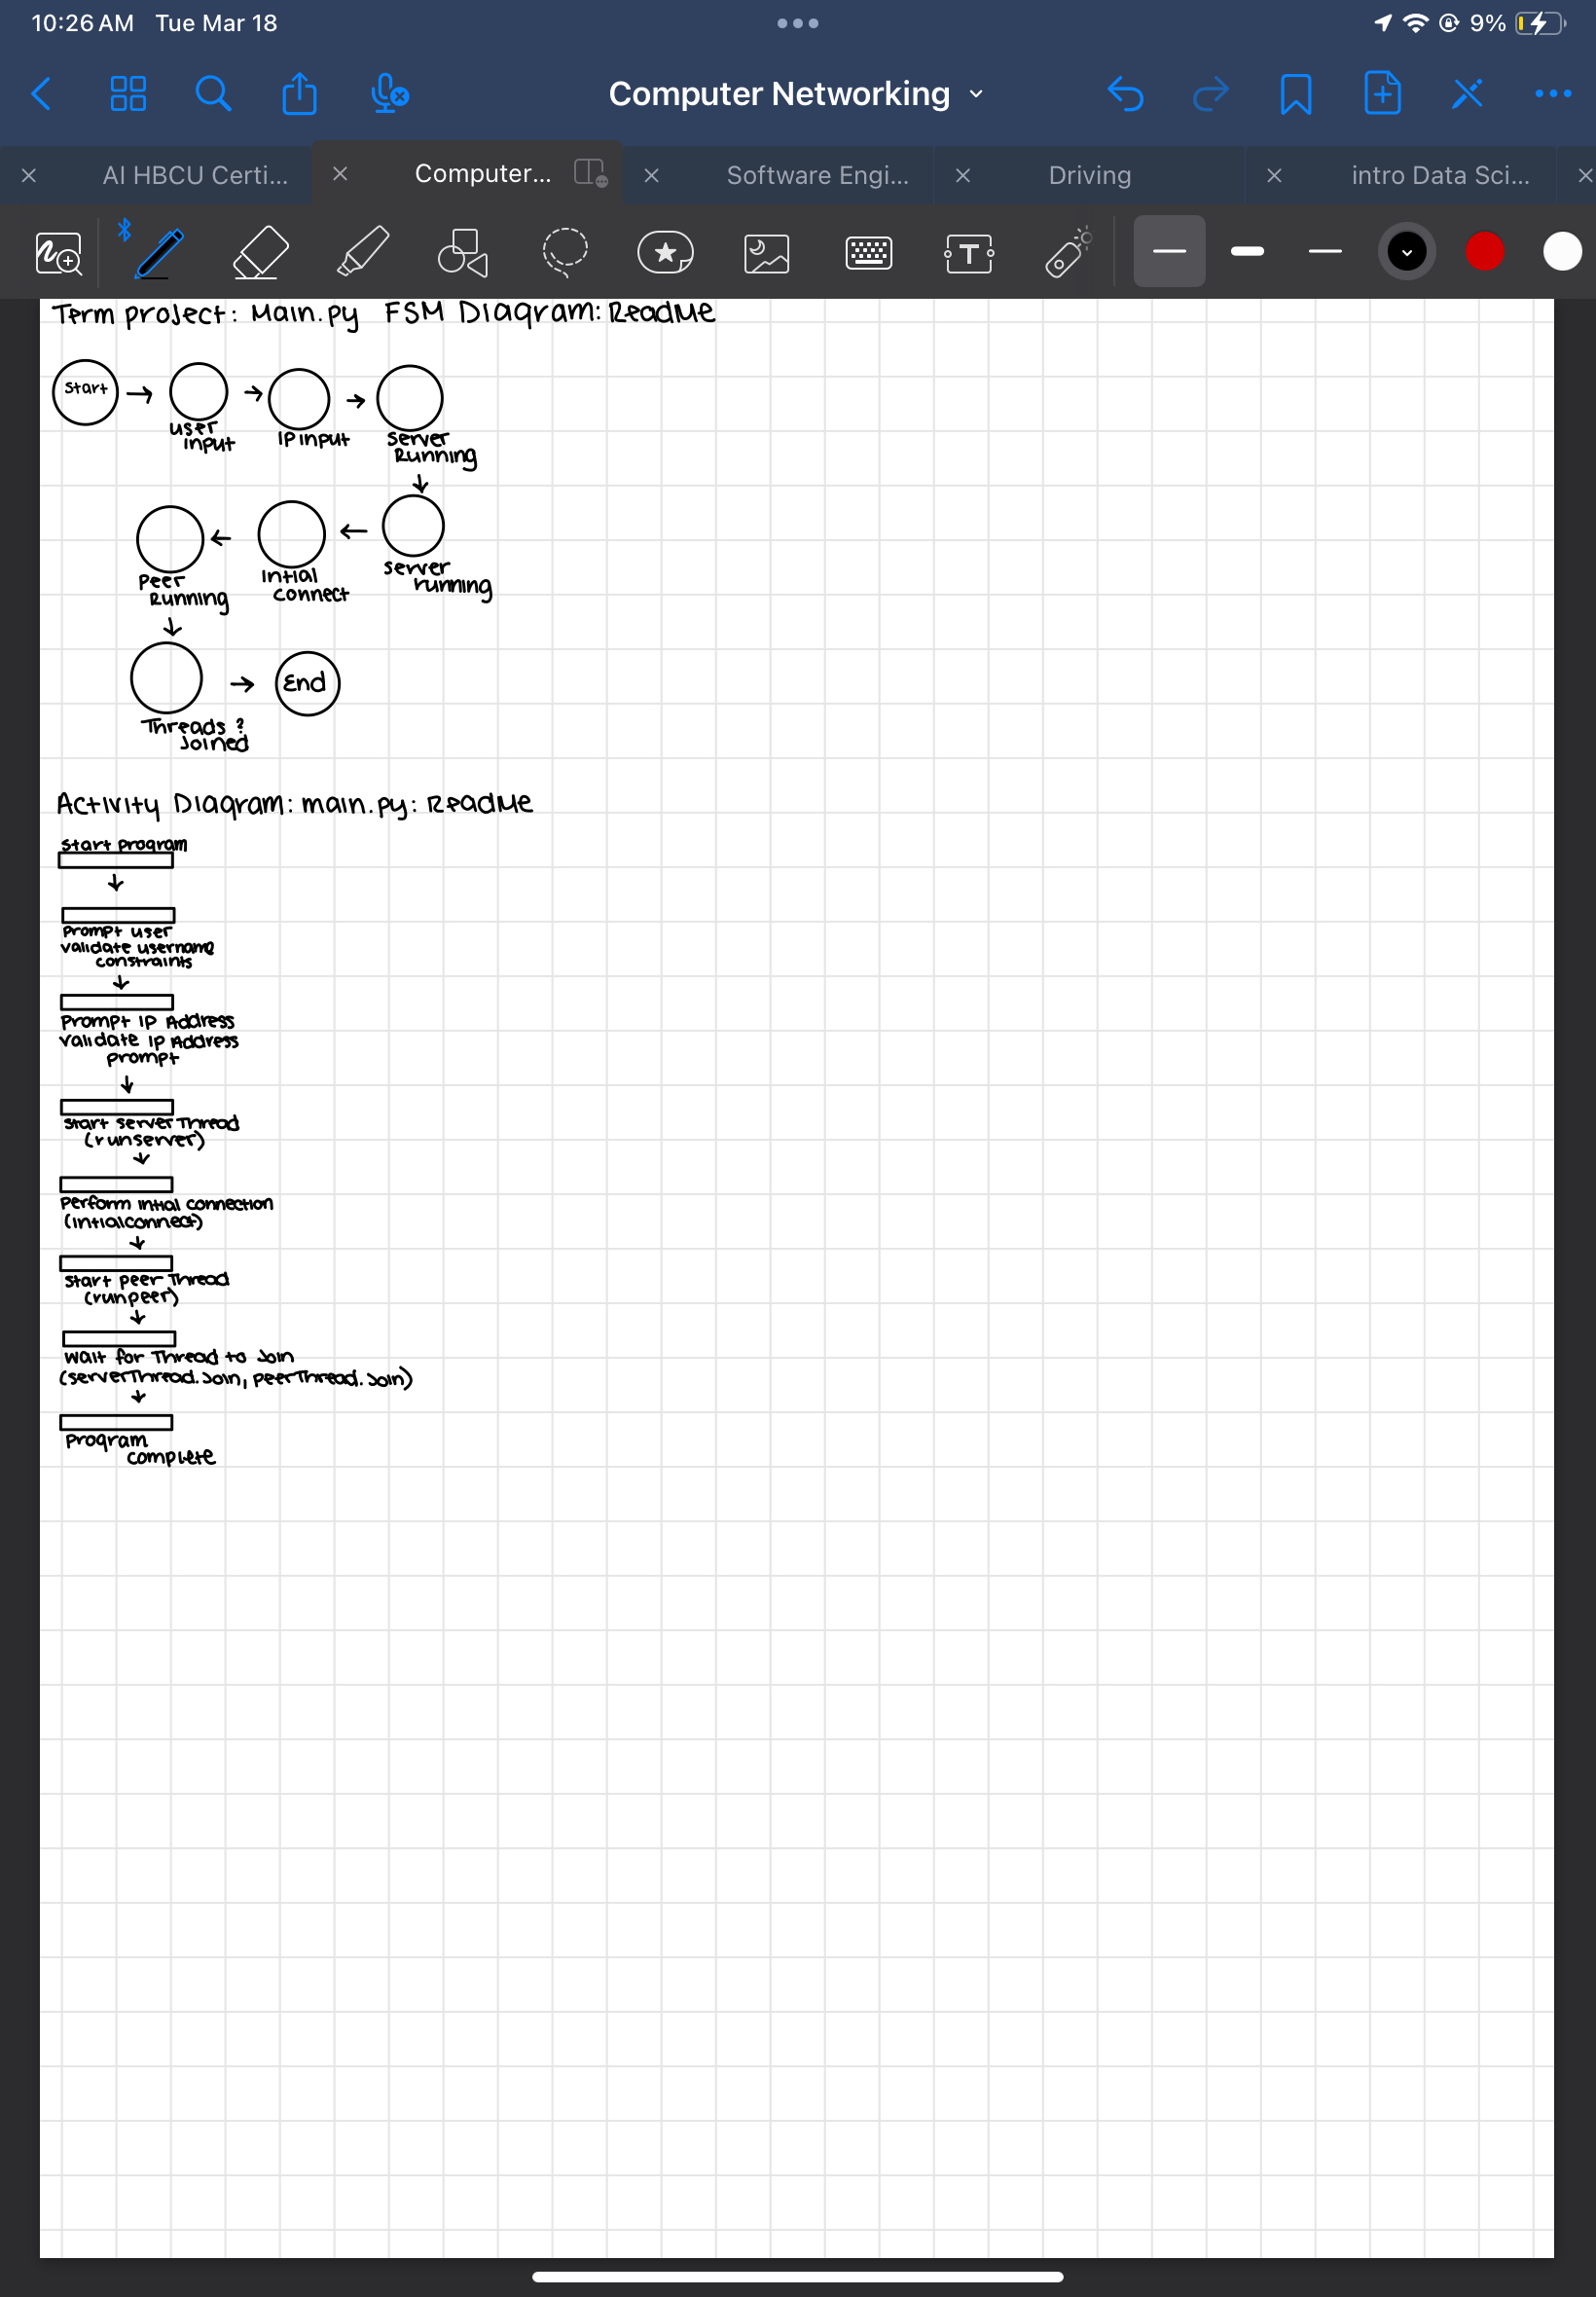 10:26 AM Tue Mar 18
9%
Computer Networking
AI HBCU Certi...
Computer...
Software Engi...
Driving
intro Data Sci...
Term project: Main.py FSM Diagram: ReadMe
start
user
input
IP input
server
Running
server
running
intial
connect
Peer
Running
Threads?
Joined
End
Activity Diagram: main.py: ReadMe
start program
prompt user
validate username
constraints
prompt IP Address
validate IP Address
prompt
start server Thread
(runserver)
perform intial connection
(intialconnect)
start peer Thread
(runpeer)
wait for Thread to Join
(serverThread.Join, peerThread.Join)
Program
complete